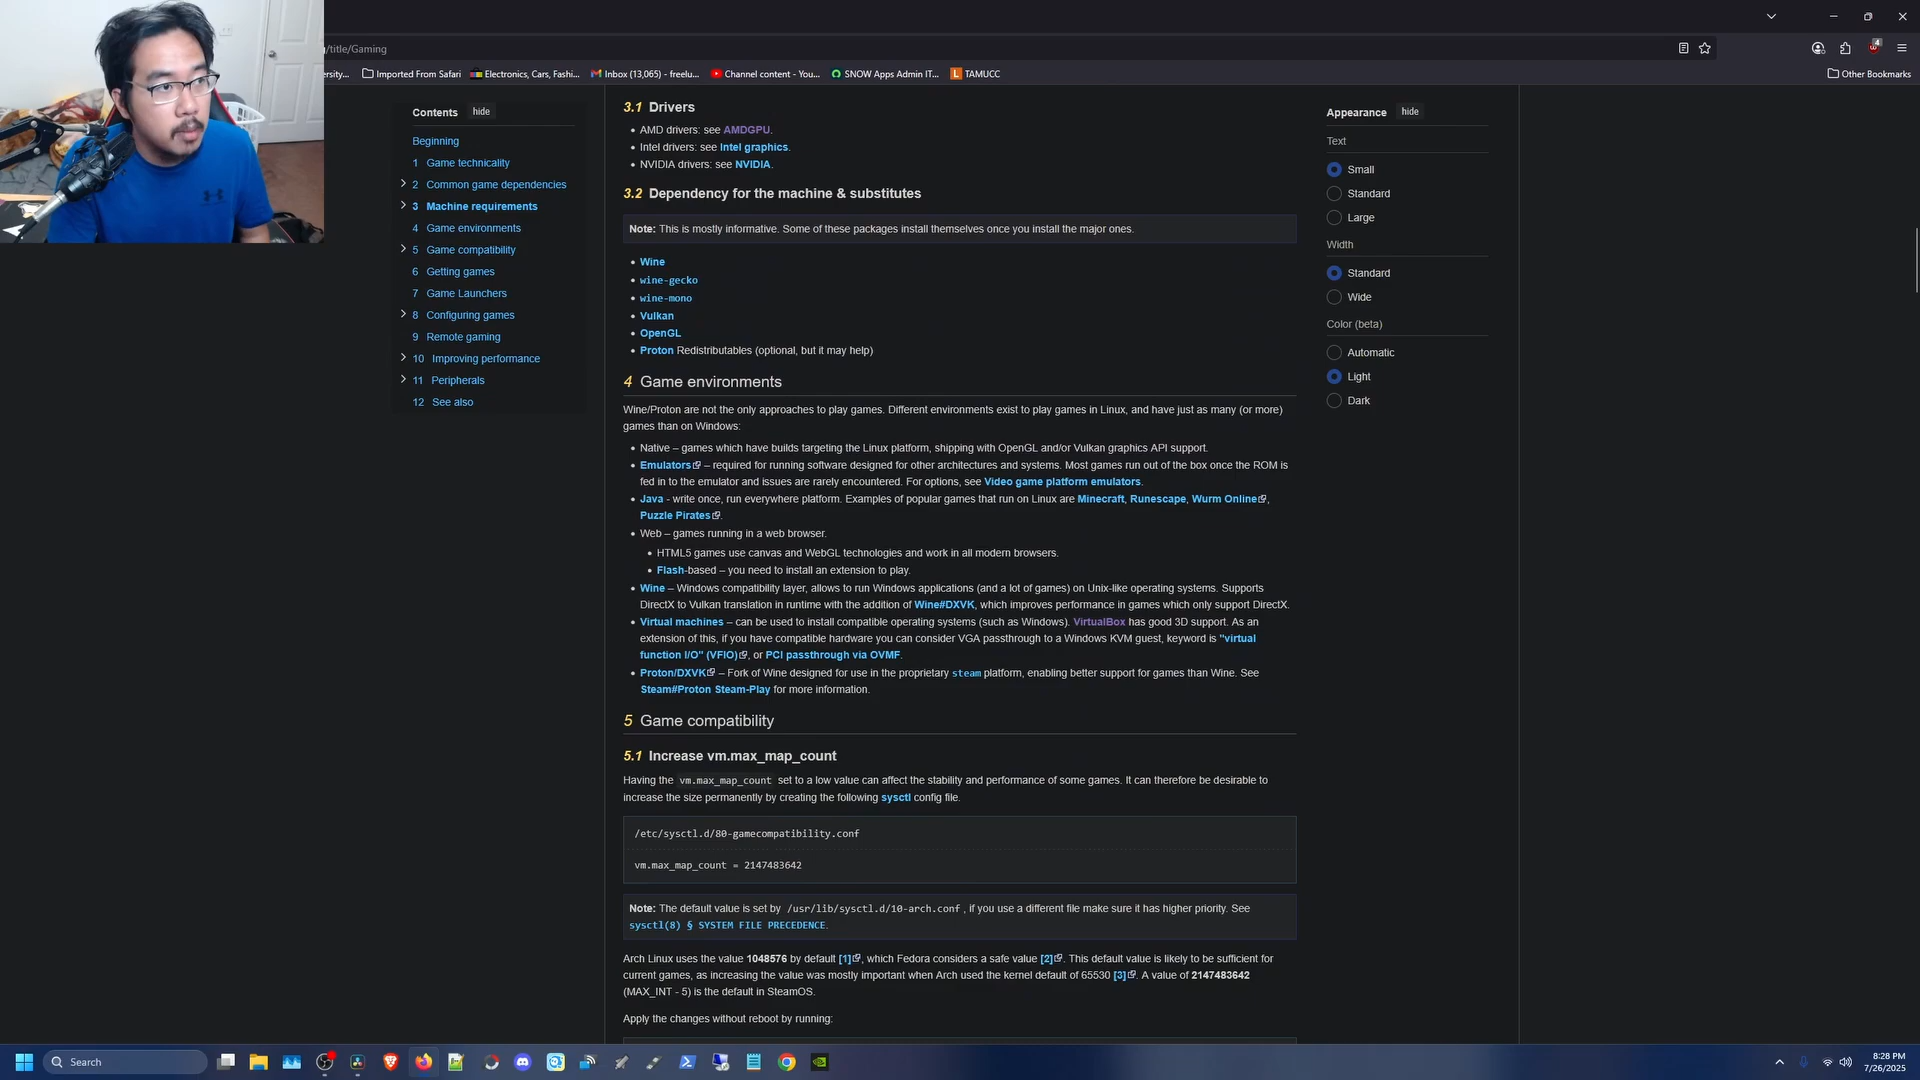 /title/Gaming
4
ersity...
Imported From Safari
Electronics, Cars, Fashi...
Inbox (13,065) - freelu...
Channel content - You...
SNOW Apps Admin IT...
TAMUCC
Other Bookmarks
Contents hide
Beginning
1 Game technicality
2 Common game dependencies
3 Machine requirements
4 Game environments
5 Game compatibility
6 Getting games
7 Game Launchers
8 Configuring games
9 Remote gaming
10 Improving performance
11 Peripherals
12 See also
3.1 Drivers
AMD drivers: see AMDGPU.
Intel drivers: see Intel graphics.
NVIDIA drivers: see NVIDIA.
3.2 Dependency for the machine & substitutes
Note: This is mostly informative. Some of these packages install themselves once you install the major ones.
Wine
wine-gecko
wine-mono
Vulkan
OpenGL
Proton Redistributables (optional, but it may help)
4 Game environments
Wine/Proton are not the only approaches to play games. Different environments exist to play games in Linux, and have just as many (or more)
games than on Windows:
Native – games which have builds targeting the Linux platform, shipping with OpenGL and/or Vulkan graphics API support.
Emulators – required for running software designed for other architectures and systems. Most games run out of the box once the ROM is
fed in to the emulator and issues are rarely encountered. For options, see Video game platform emulators.
Java - write once, run everywhere platform. Examples of popular games that run on Linux are Minecraft, Runescape, Wurm Online,
Puzzle Pirates.
Web – games running in a web browser.
HTML5 games use canvas and WebGL technologies and work in all modern browsers.
Flash-based – you need to install an extension to play.
Wine – Windows compatibility layer, allows to run Windows applications (and a lot of games) on Unix-like operating systems. Supports
DirectX to Vulkan translation in runtime with the addition of Wine#DXVK, which improves performance in games which only support DirectX.
Virtual machines – can be used to install compatible operating systems (such as Windows). VirtualBox has good 3D support. As an
extension of this, if you have compatible hardware you can consider VGA passthrough to a Windows KVM guest, keyword is "virtual
function I/O" (VFIO), or PCI passthrough via OVMF.
Proton/DXVK – Fork of Wine designed for use in the proprietary steam platform, enabling better support for games than Wine. See
Steam#Proton Steam-Play for more information.
5 Game compatibility
5.1 Increase vm.max_map_count
Having the vm.max_map_count set to a low value can affect the stability and performance of some games. It can therefore be desirable to
increase the size permanently by creating the following sysctl config file.
/etc/sysctl.d/80-gamecompatibility.conf
vm.max_map_count = 2147483642
Note: The default value is set by /usr/lib/sysctl.d/10-arch.conf, if you use a different file make sure it has higher priority. See
sysctl(8) § SYSTEM FILE PRECEDENCE.
Arch Linux uses the value 1048576 by default [1], which Fedora considers a safe value [2]. This default value is likely to be sufficient for
current games, as increasing the value was mostly important when Arch used the kernel default of 65530 [3]. A value of 2147483642
(MAX_INT - 5) is the default in SteamOS.
Apply the changes without reboot by running:
Appearance hide
Text
Small
Standard
Large
Width
Standard
Wide
Color (beta)
Automatic
Light
Dark
Search
8:28 PM
7/26/2025